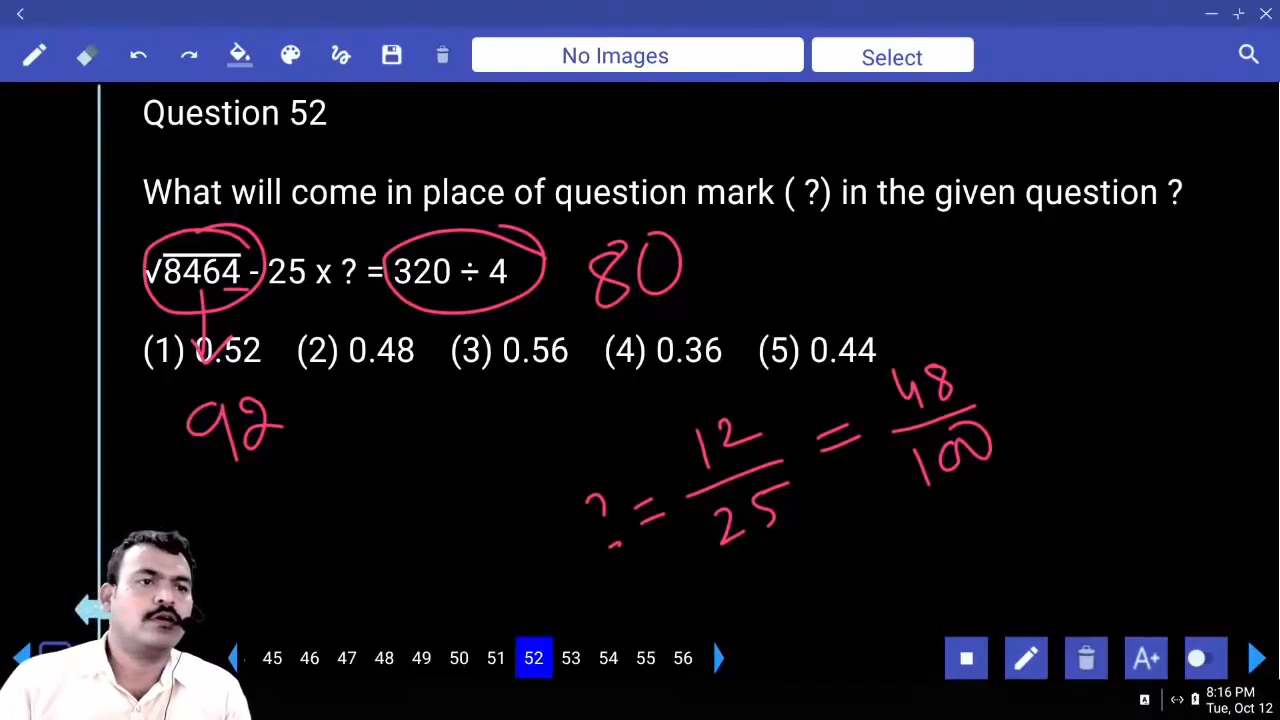 No Images
Select
Question 52
What will come in place of question mark ( ?) in the given question ?
√8464 - 25 x ? = 320 ÷ 4
80
(1) 0.52 (2) 0.48 (3) 0.56 (4) 0.36 (5) 0.44
92
? = 12/25 = 48/100
45 46 47 48 49 50 51 52 53 54 55 56
A+
A
8:16 PM
Tue, Oct 12